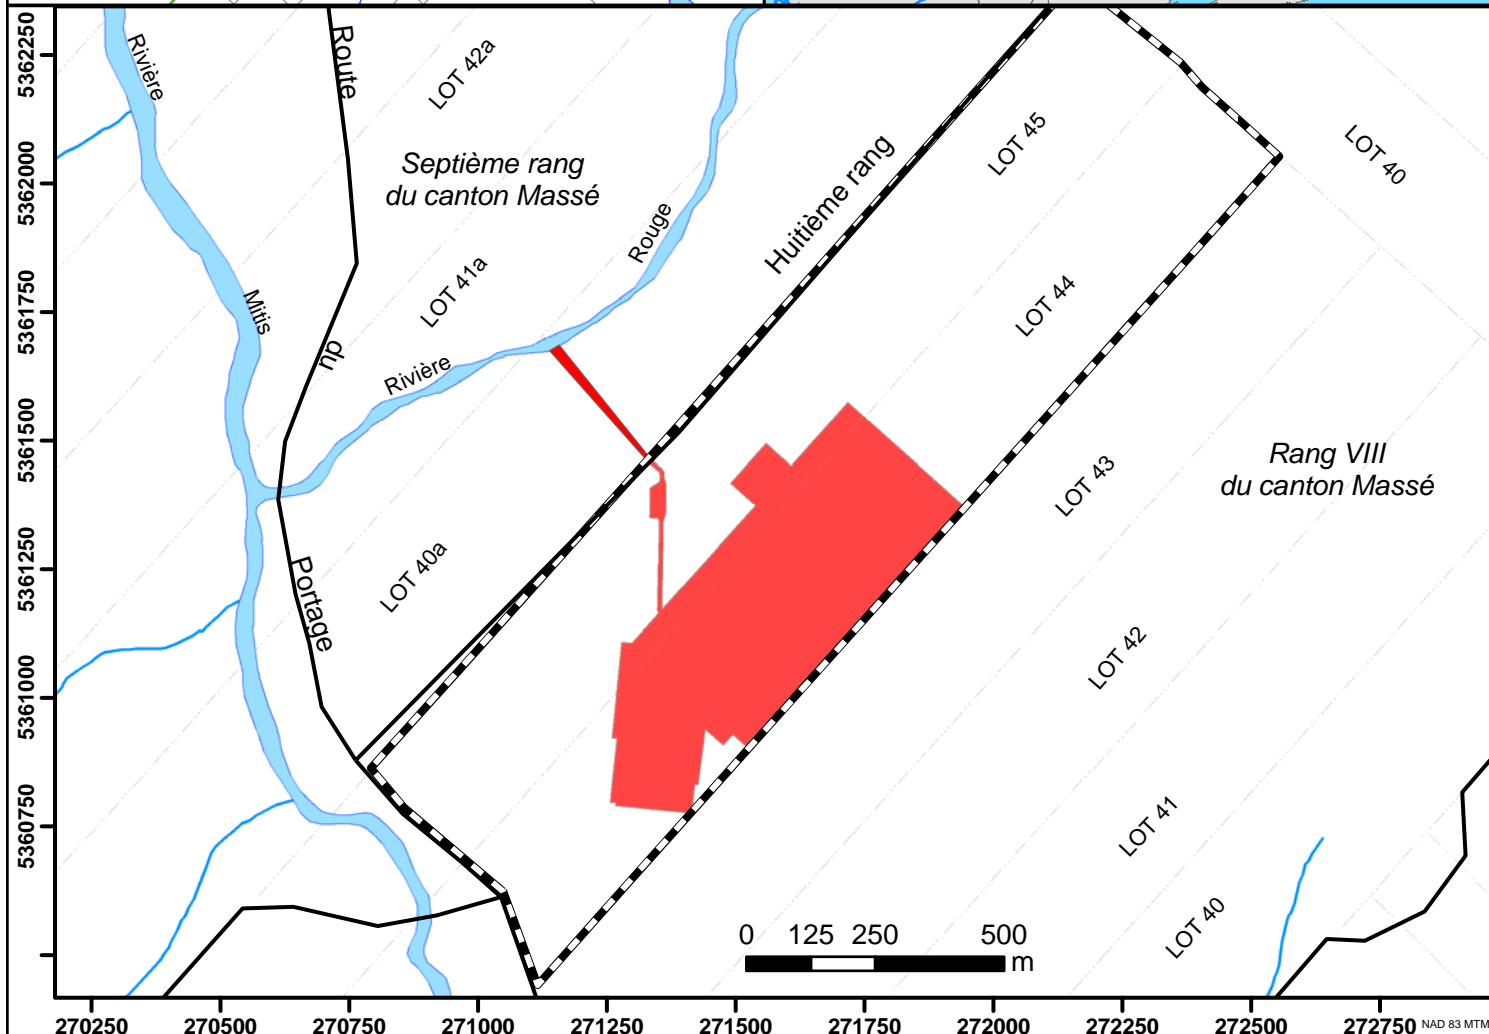 5362250
5362000
5361750
5361500
5361250
5361000
5360750
Rivière
Mitis
Route
du
Portage
LOT 42a
Septième rang
du canton Massé
LOT 41a
Rivière
Rouge
LOT 40a
Huitième rang
LOT 45
LOT 40
LOT 44
LOT 43
Rang VIII
du canton Massé
LOT 42
LOT 41
LOT 40
0 125 250 500
m
270250 270500 270750 271000 271250 271500 271750 272000 272250 272500 272750
NAD 83 MTM